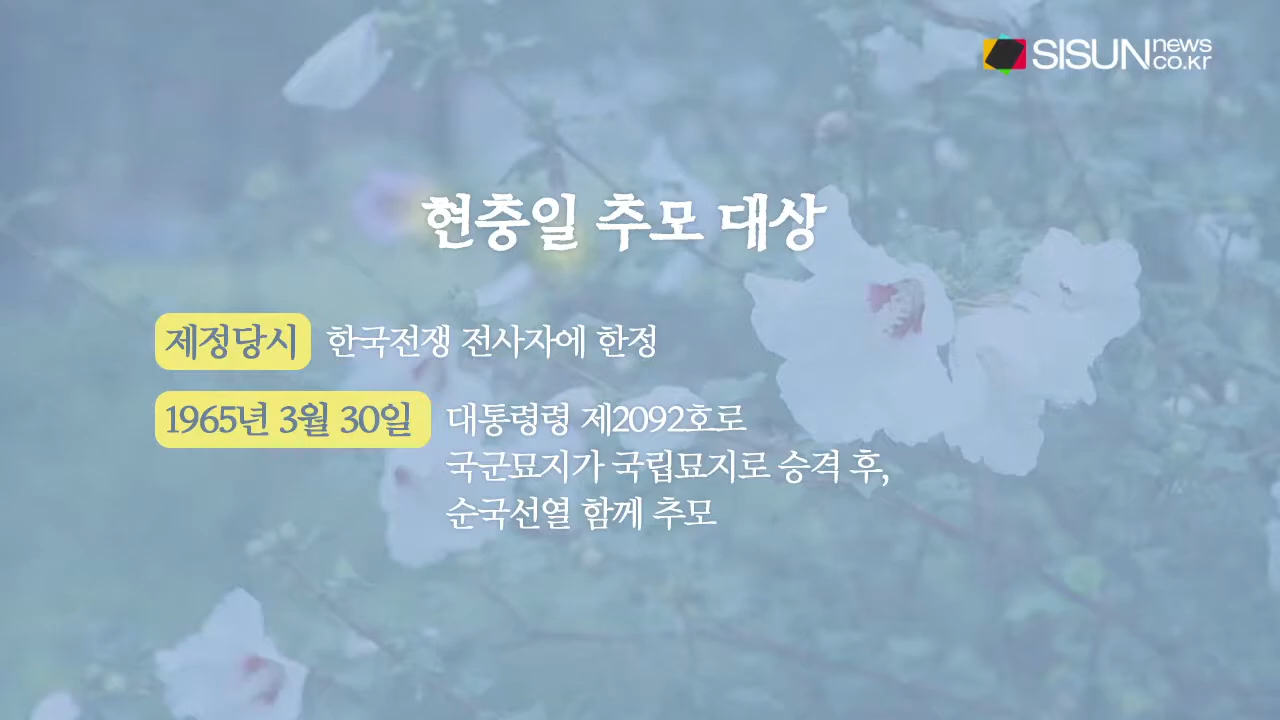 SISUN news
co.kr
현충일 추모 대상
제정당시 한국전쟁 전사자에 한정
1965년 3월 30일 대통령령 제2092호로
국군묘지가 국립묘지로 승격 후,
순국선열 함께 추모